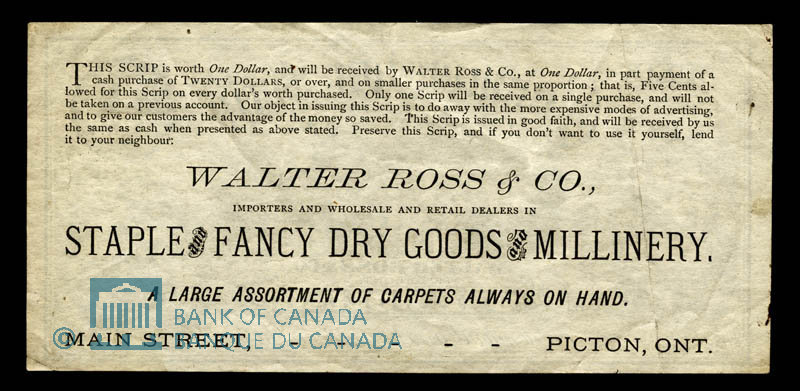 THIS SCRIP is worth One Dollar, and will be received by WALTER ROSS & CO., at One Dollar, in part payment of a
cash purchase of TWENTY DOLLARS, or over, and on smaller purchases in the same proportion; that is, Five Cents al-
lowed for this Scrip on every dollar's worth purchased. Only one Scrip will be received on a single purchase, and will not
be taken on a previous account. Our object in issuing this Scrip is to do away with the more expensive modes of advertising,
and to give our customers the advantage of the money so saved. This Scrip is issued in good faith, and will be received by us
the same as cash when presented as above stated. Preserve this Scrip, and if you don't want to use it yourself, lend
it to your neighbour:
WALTER ROSS & CO.,
IMPORTERS AND WHOLESALE AND RETAIL DEALERS IN
STAPLE and FANCY DRY GOODS and MILLINERY.
A LARGE ASSORTMENT OF CARPETS ALWAYS ON HAND.
MAIN STREET, - - - - - PICTON, ONT.
© BANK OF CANADA
BANQUE DU CANADA